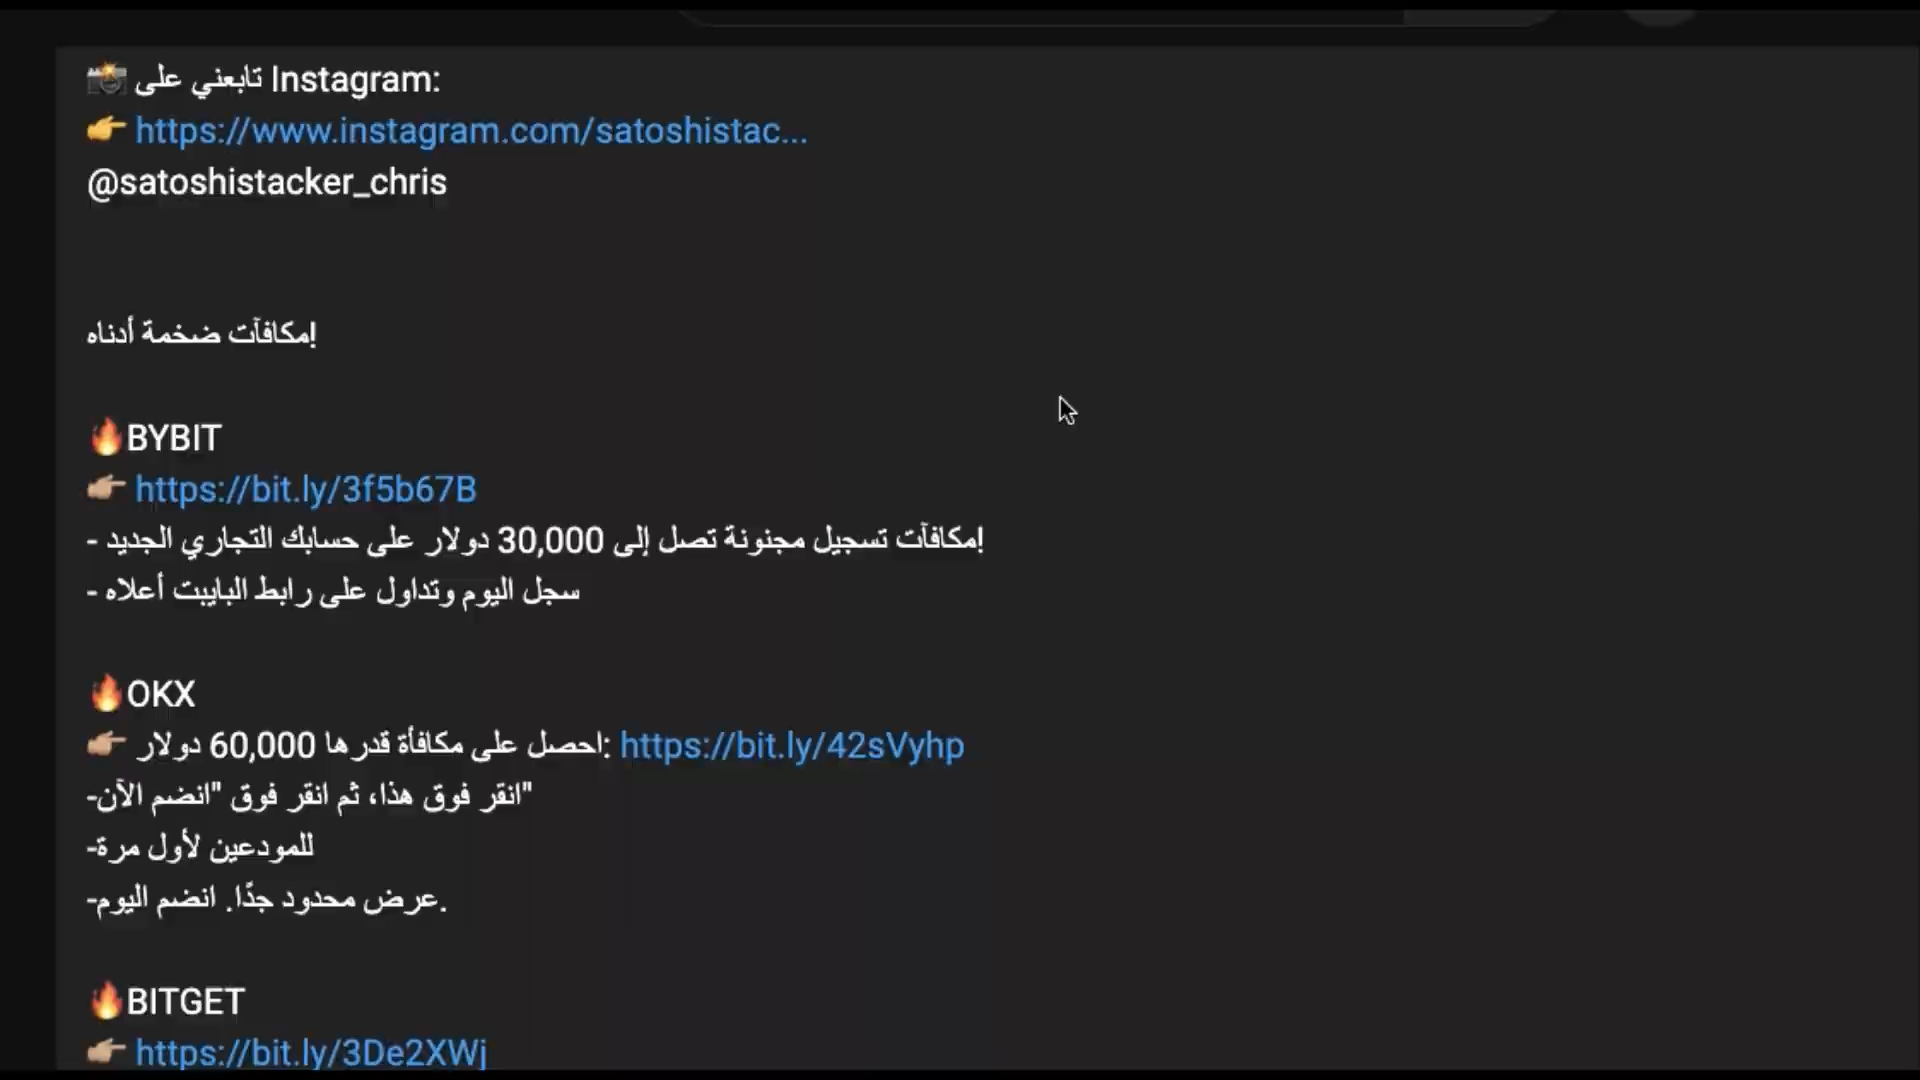 📸 تابعني على Instagram:
👉 https://www.instagram.com/satoshistac...
@satoshistacker_chris
مكافآت ضخمة أدناه!
🔥BYBIT
👉🏼 https://bit.ly/3f5b67B
- مكافآت تسجيل مجنونة تصل إلى 30,000 دولار على حسابك التجاري الجديد!
- سجل اليوم وتداول على رابط البايبت أعلاه
🔥OKX
👉🏼 احصل على مكافأة قدرها 60,000 دولار: https://bit.ly/42sVyhp
-انقر فوق هذا، ثم انقر فوق "انضم الآن"
-للمودعين لأول مرة
-عرض محدود جدًا. انضم اليوم.
🔥BITGET
👉🏼 https://bit.ly/3De2XWj